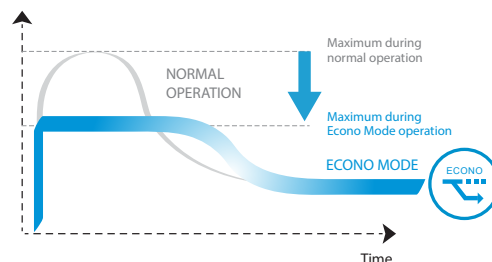 Maximum during
normal operation
NORMAL
OPERATION
Maximum during
Econo Mode operation
ECONO MODE
ECONO
Time